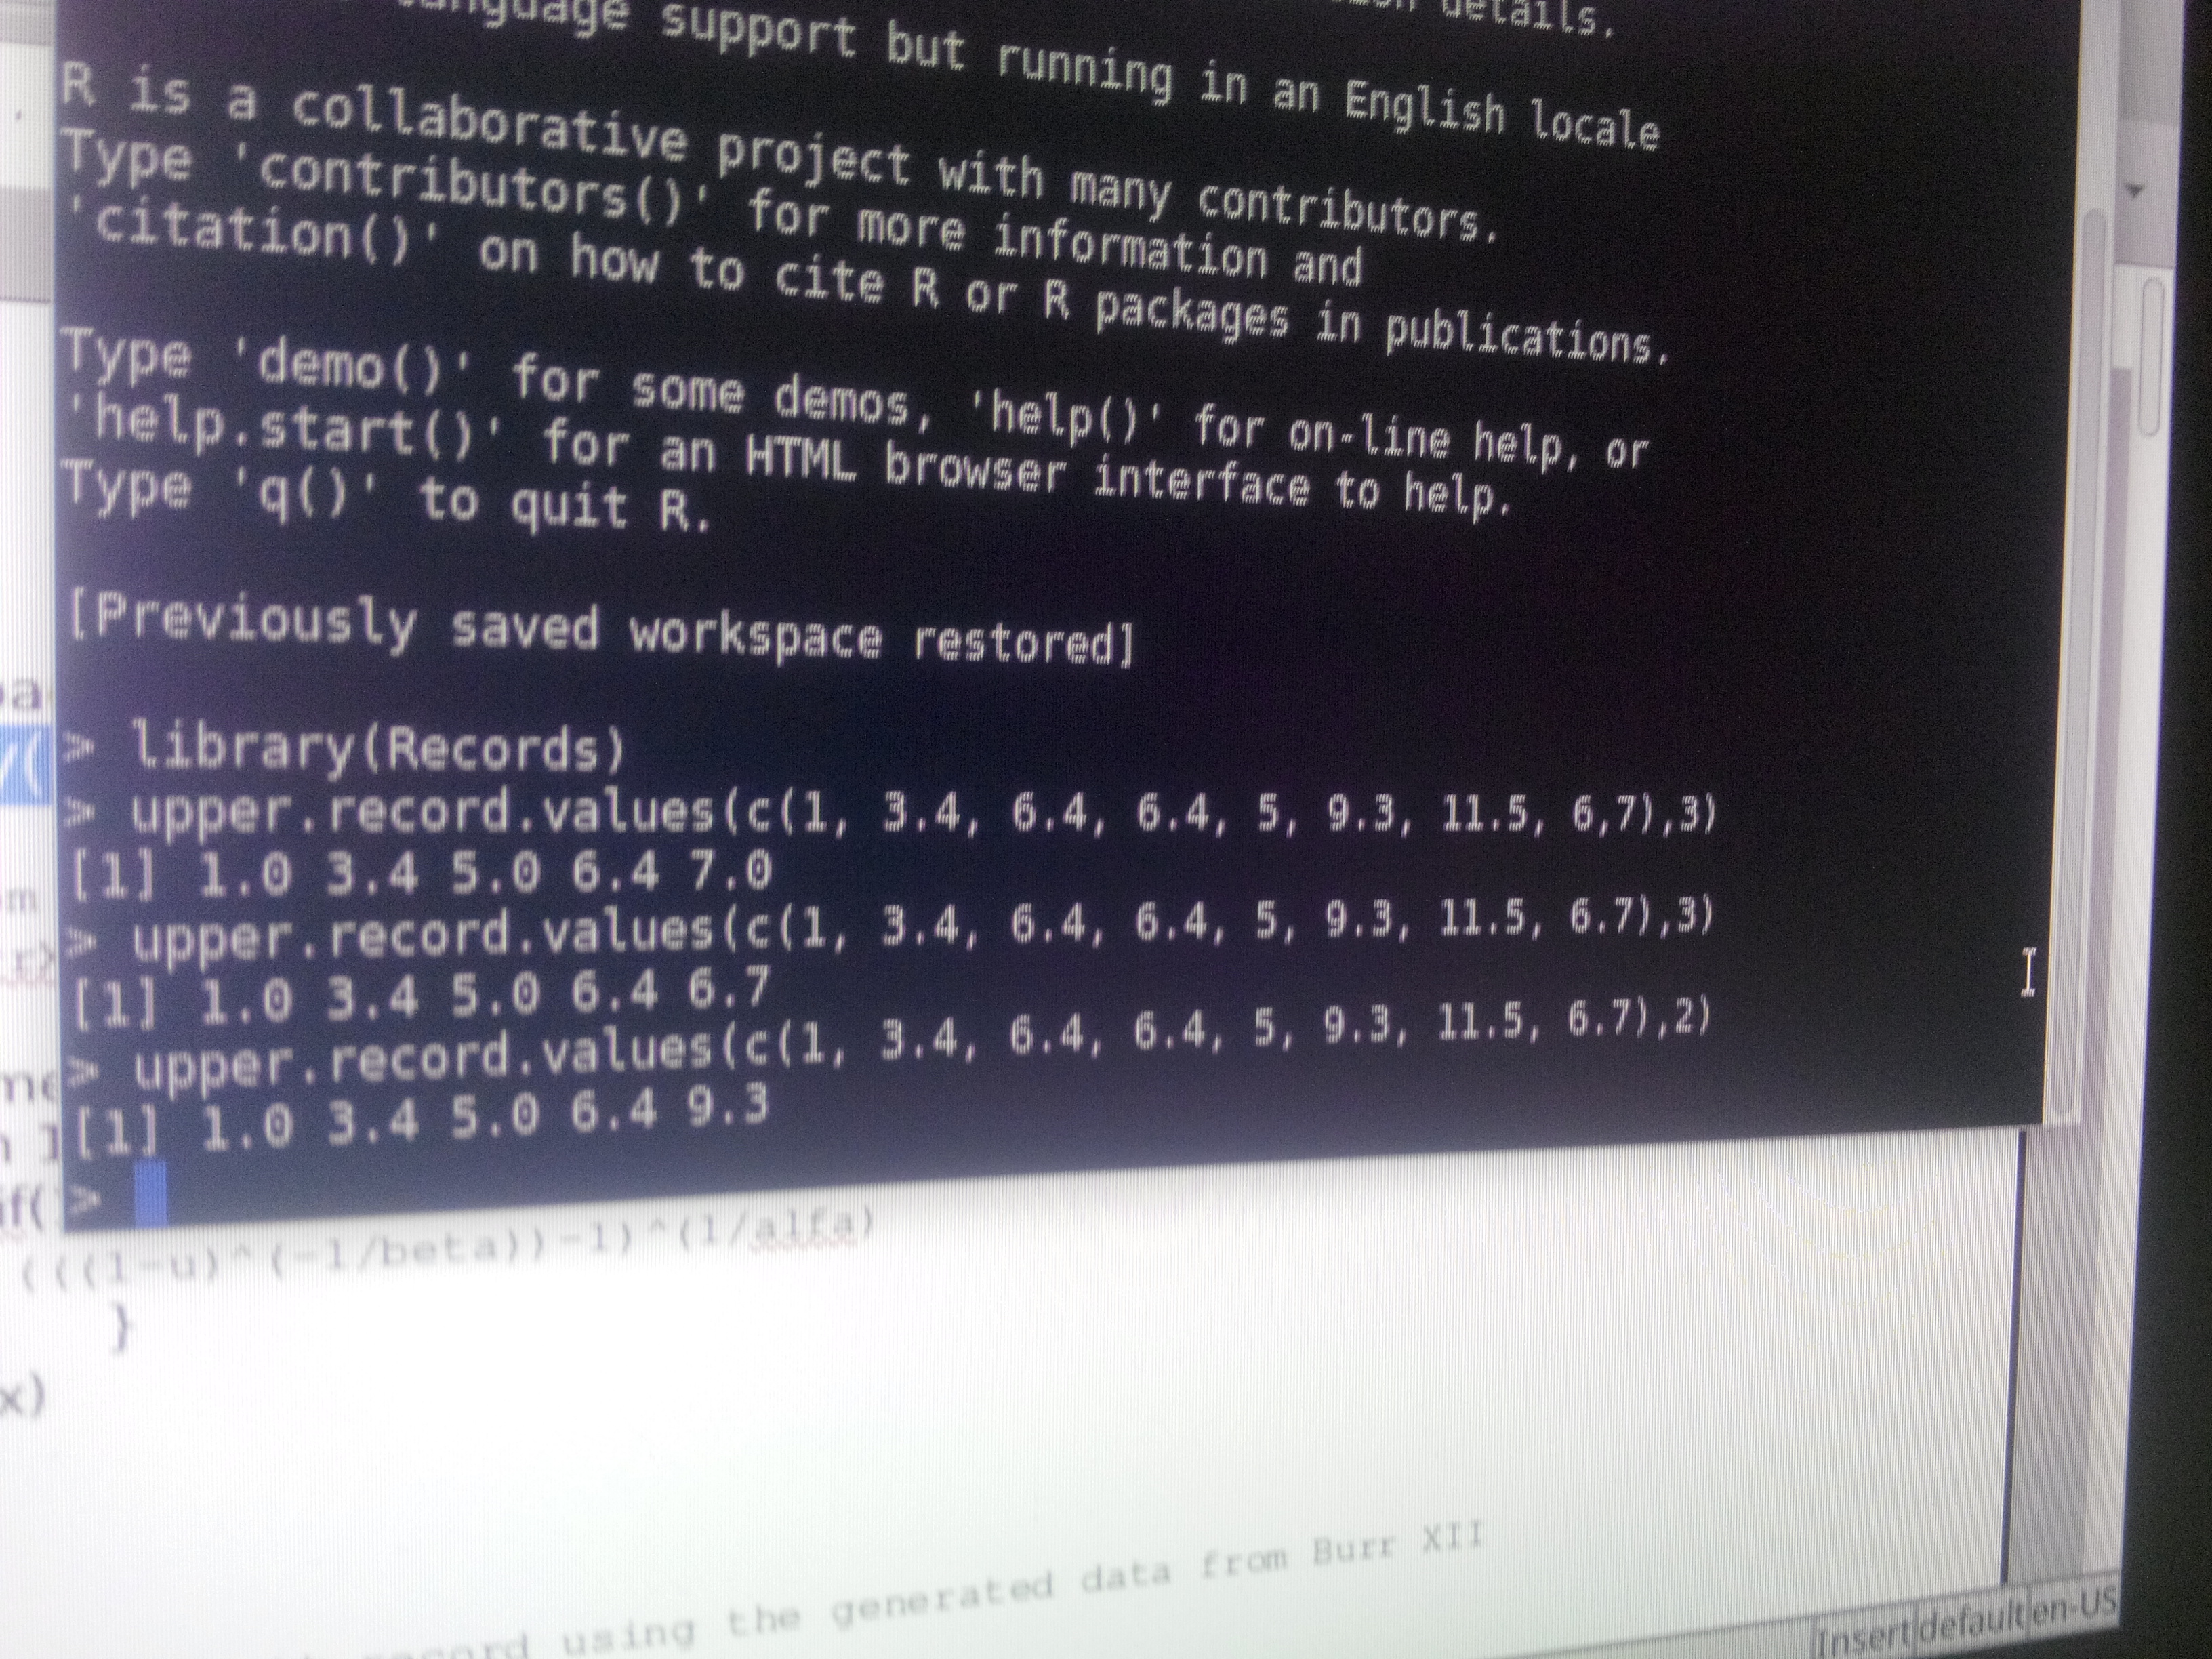 language support but running in an English locale
R is a collaborative project with many contributors.
Type 'contributors()' for more information and
'citation()' on how to cite R or R packages in publications.
Type 'demo()' for some demos, 'help()' for on-line help, or
'help.start()' for an HTML browser interface to help.
Type 'q()' to quit R.
[Previously saved workspace restored]
> library(Records)
> upper.record.values(c(1, 3.4, 6.4, 6.4, 5, 9.3, 11.5, 6,7),3)
[1] 1.0 3.4 5.0 6.4 7.0
> upper.record.values(c(1, 3.4, 6.4, 6.4, 5, 9.3, 11.5, 6.7),3)
[1] 1.0 3.4 5.0 6.4 6.7
> upper.record.values(c(1, 3.4, 6.4, 6.4, 5, 9.3, 11.5, 6.7),2)
[1] 1.0 3.4 5.0 6.4 9.3
>
if(
(((1-u)^(-1/beta))-1)^(1/alfa)
}
x)
record using the generated data from Burr XII
Insert default en-US